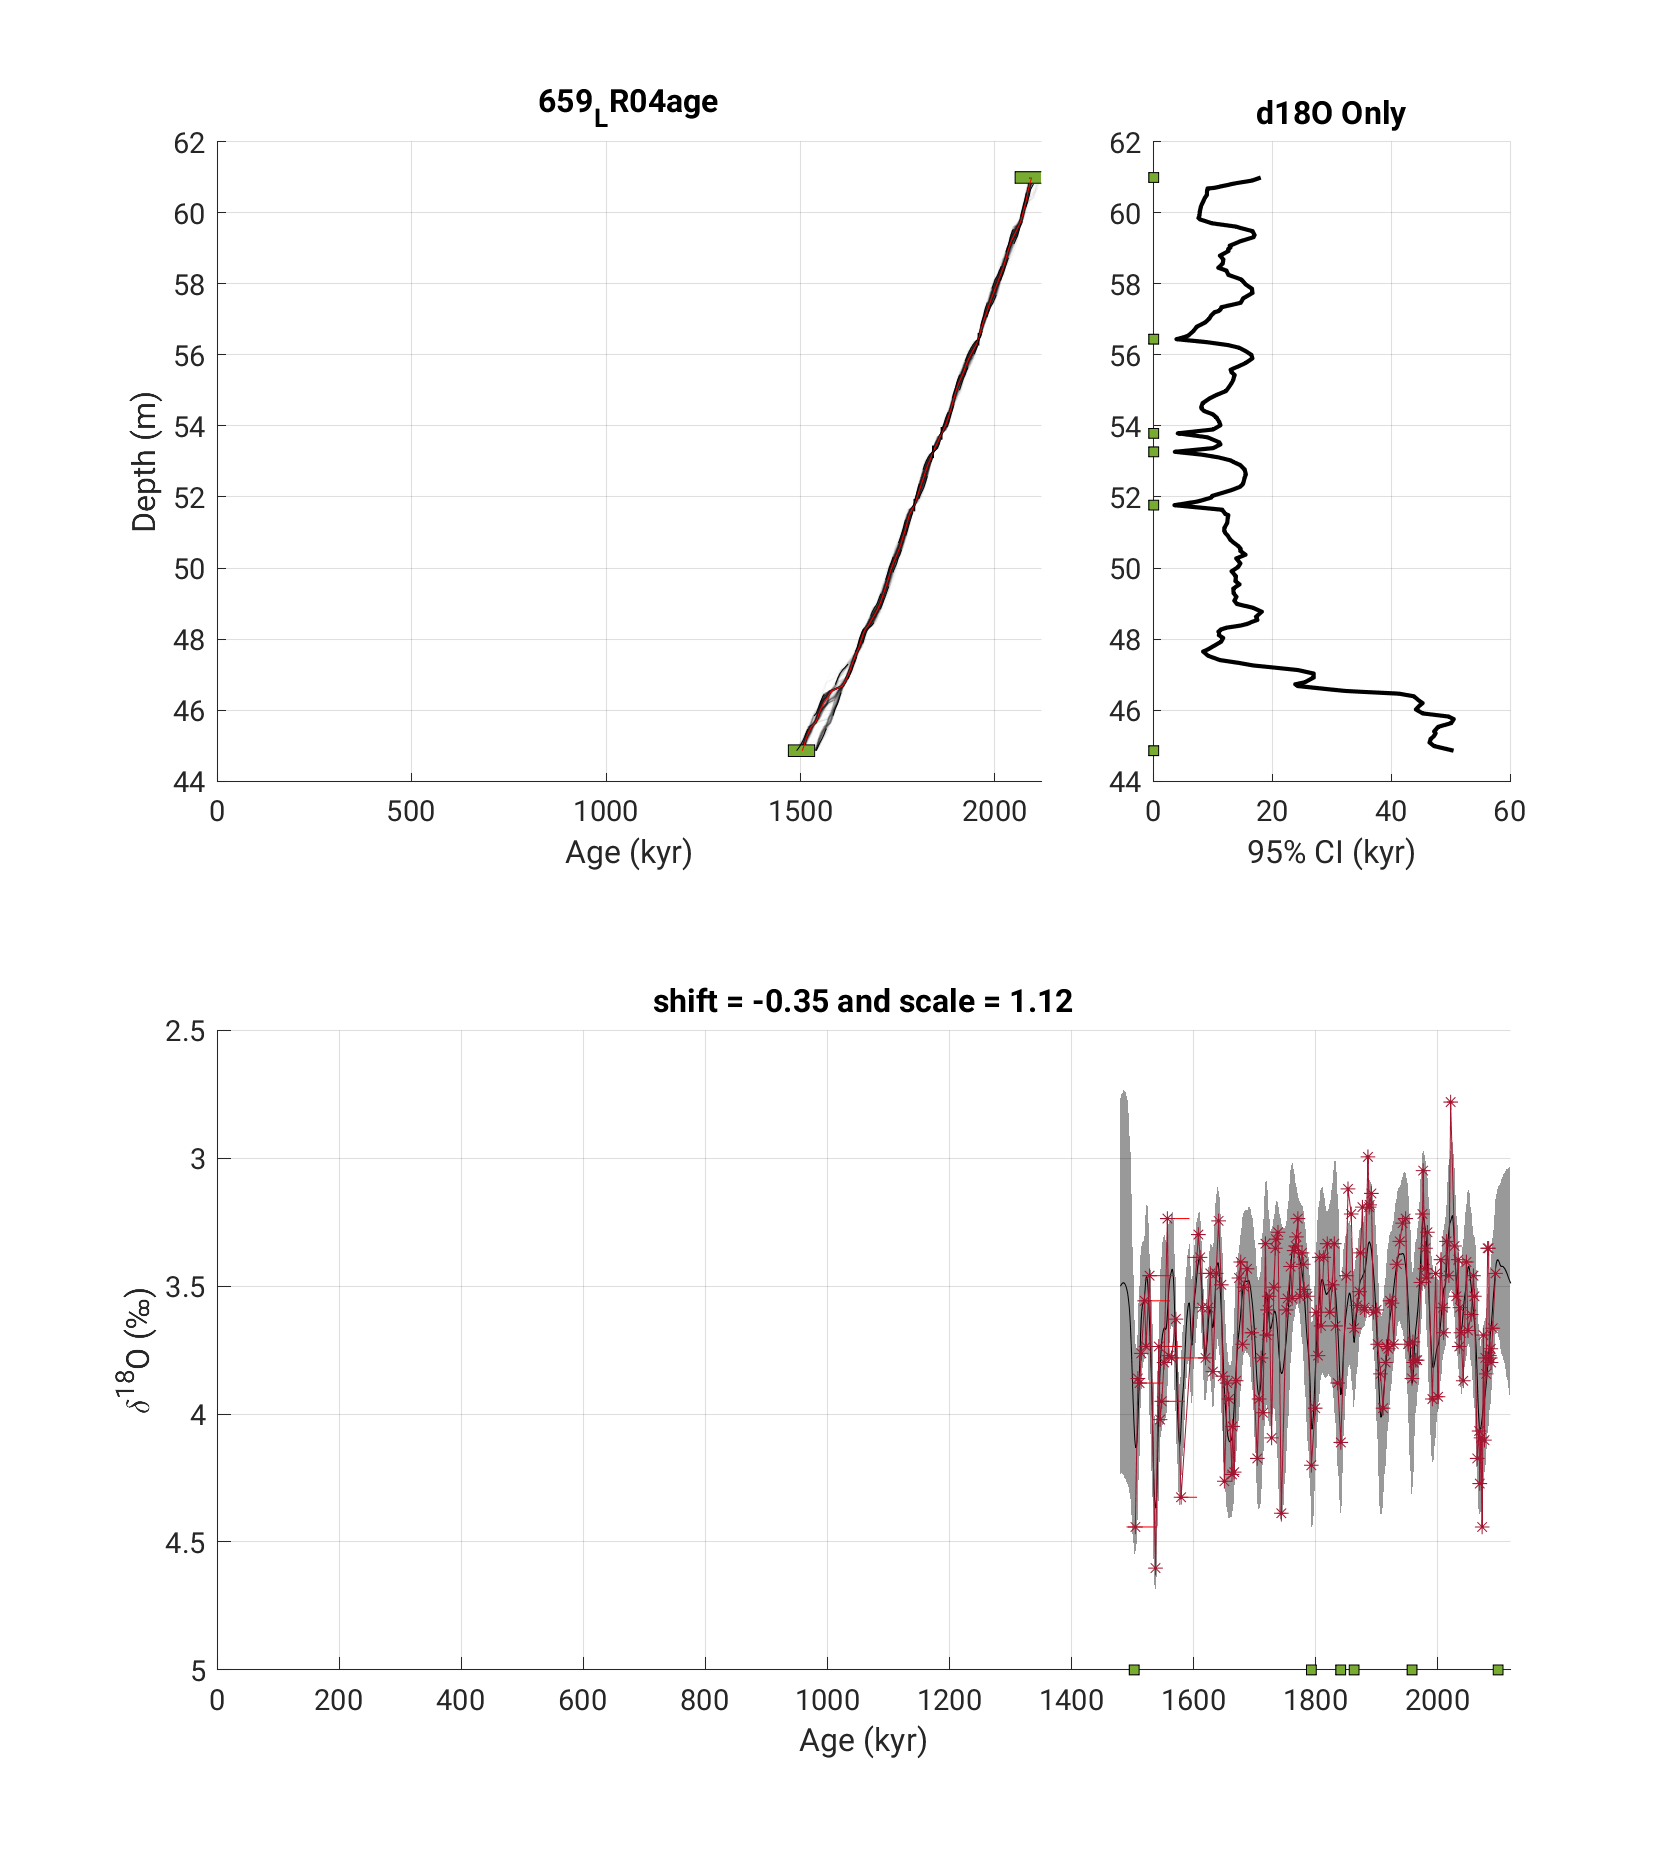 659LR04age
62
60
58
56
54
52
50
48
46
44
Depth (m)
0 500 1000 1500 2000
Age (kyr)
d18O Only
62
60
58
56
54
52
50
48
46
44
0 20 40 60
95% CI (kyr)
shift = -0.35 and scale = 1.12
2.5
3
3.5
4
4.5
5
δ18O (‰)
0 200 400 600 800 1000 1200 1400 1600 1800 2000
Age (kyr)